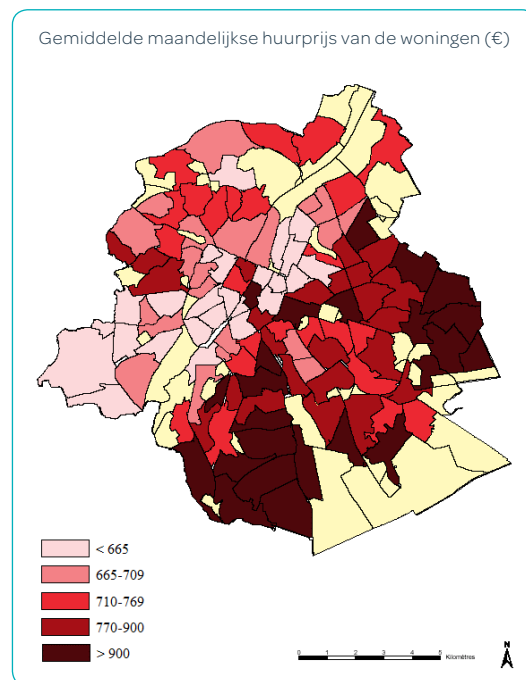 Gemiddelde maandelijkse huurprijs van de woningen (€)
< 665
665-709
710-769
770-900
> 900
0 1 2 3 4 5 Kilomètres
N